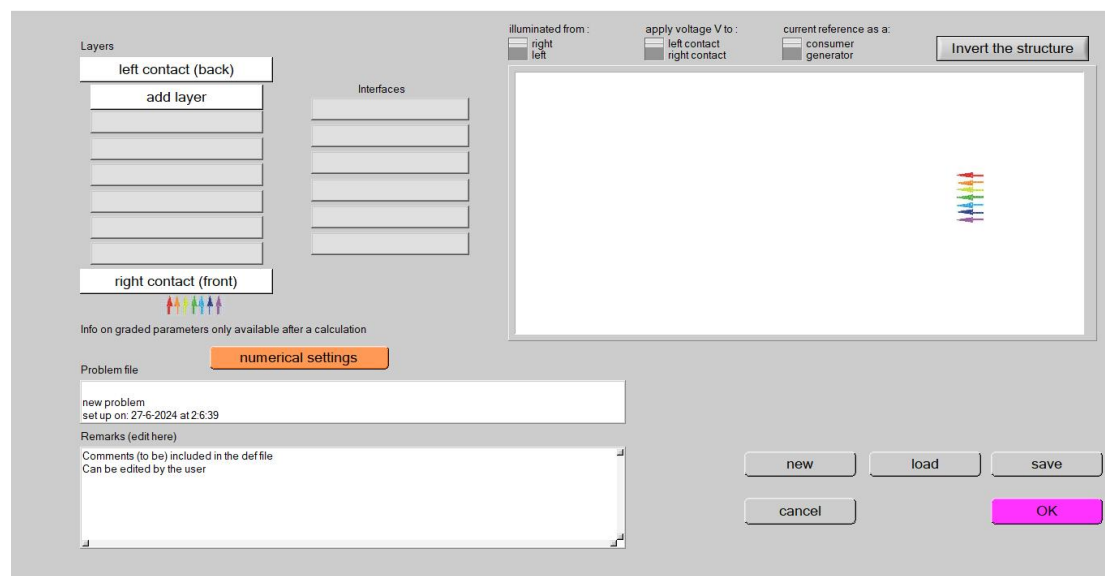 illuminated from :
right
left
apply voltage V to :
left contact
right contact
current reference as a:
consumer
generator
Invert the structure
Layers
left contact (back)
add layer
Interfaces
right contact (front)
Info on graded parameters only available after a calculation
numerical settings
Problem file
new problem
set up on: 27-6-2024 at 2:6:39
Remarks (edit here)
Comments (to be) included in the def file
Can be edited by the user
new
load
save
cancel
OK